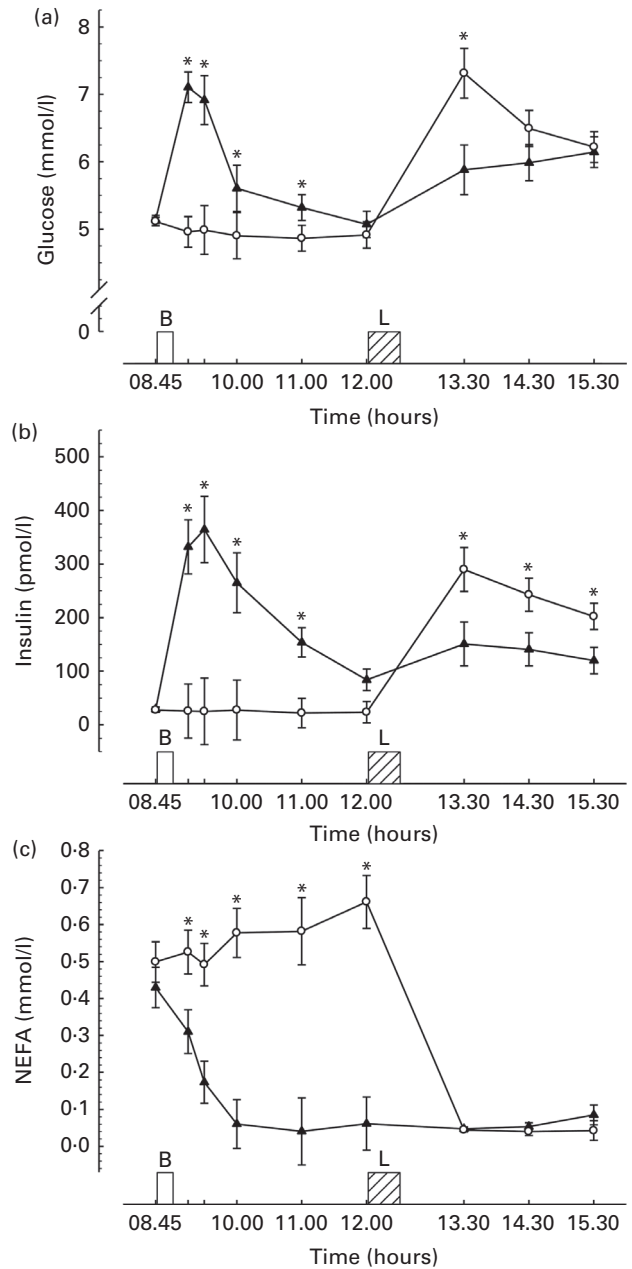 (a)
8
*
* *
7
*
*
6
5
Glucose (mmol/l)
B
L
0
08.45 10.00 11.00 12.00 13.30 14.30 15.30
Time (hours)
(b)
500
*
*
400
*
*
*
300
*
*
200
100
Insulin (pmol/l)
0
B
L
08.45 10.00 11.00 12.00 13.30 14.30 15.30
Time (hours)
(c)
0·8
*
0·7
*
*
*
*
0·6
0·5
0·4
0·3
0·2
0·1
0·0
NEFA (mmol/l)
B
L
08.45 10.00 11.00 12.00 13.30 14.30 15.30
Time (hours)